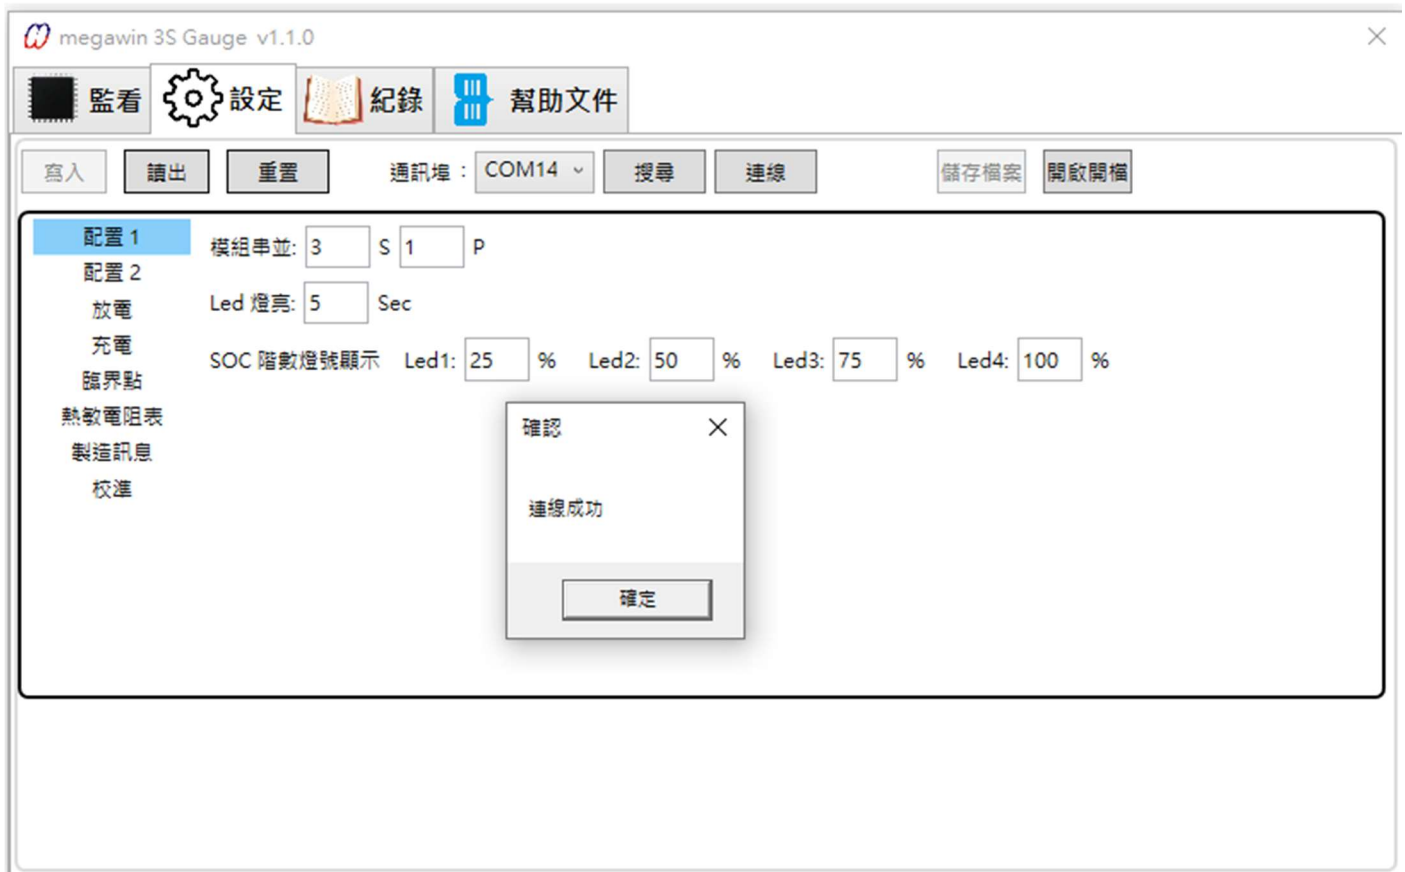 megawin 3S Gauge v1.1.0
監看 設定 紀錄 幫助文件
寫入 讀出 重置 通訊埠 : COM14 搜尋 連線 儲存檔案 開啟開檔
配置 1
配置 2
放電
充電
臨界點
熱敏電阻表
製造訊息
校準
模組串並: 3 S 1 P
Led 燈亮: 5 Sec
SOC 階數燈號顯示 Led1: 25 % Led2: 50 % Led3: 75 % Led4: 100 %
確認
連線成功
確定